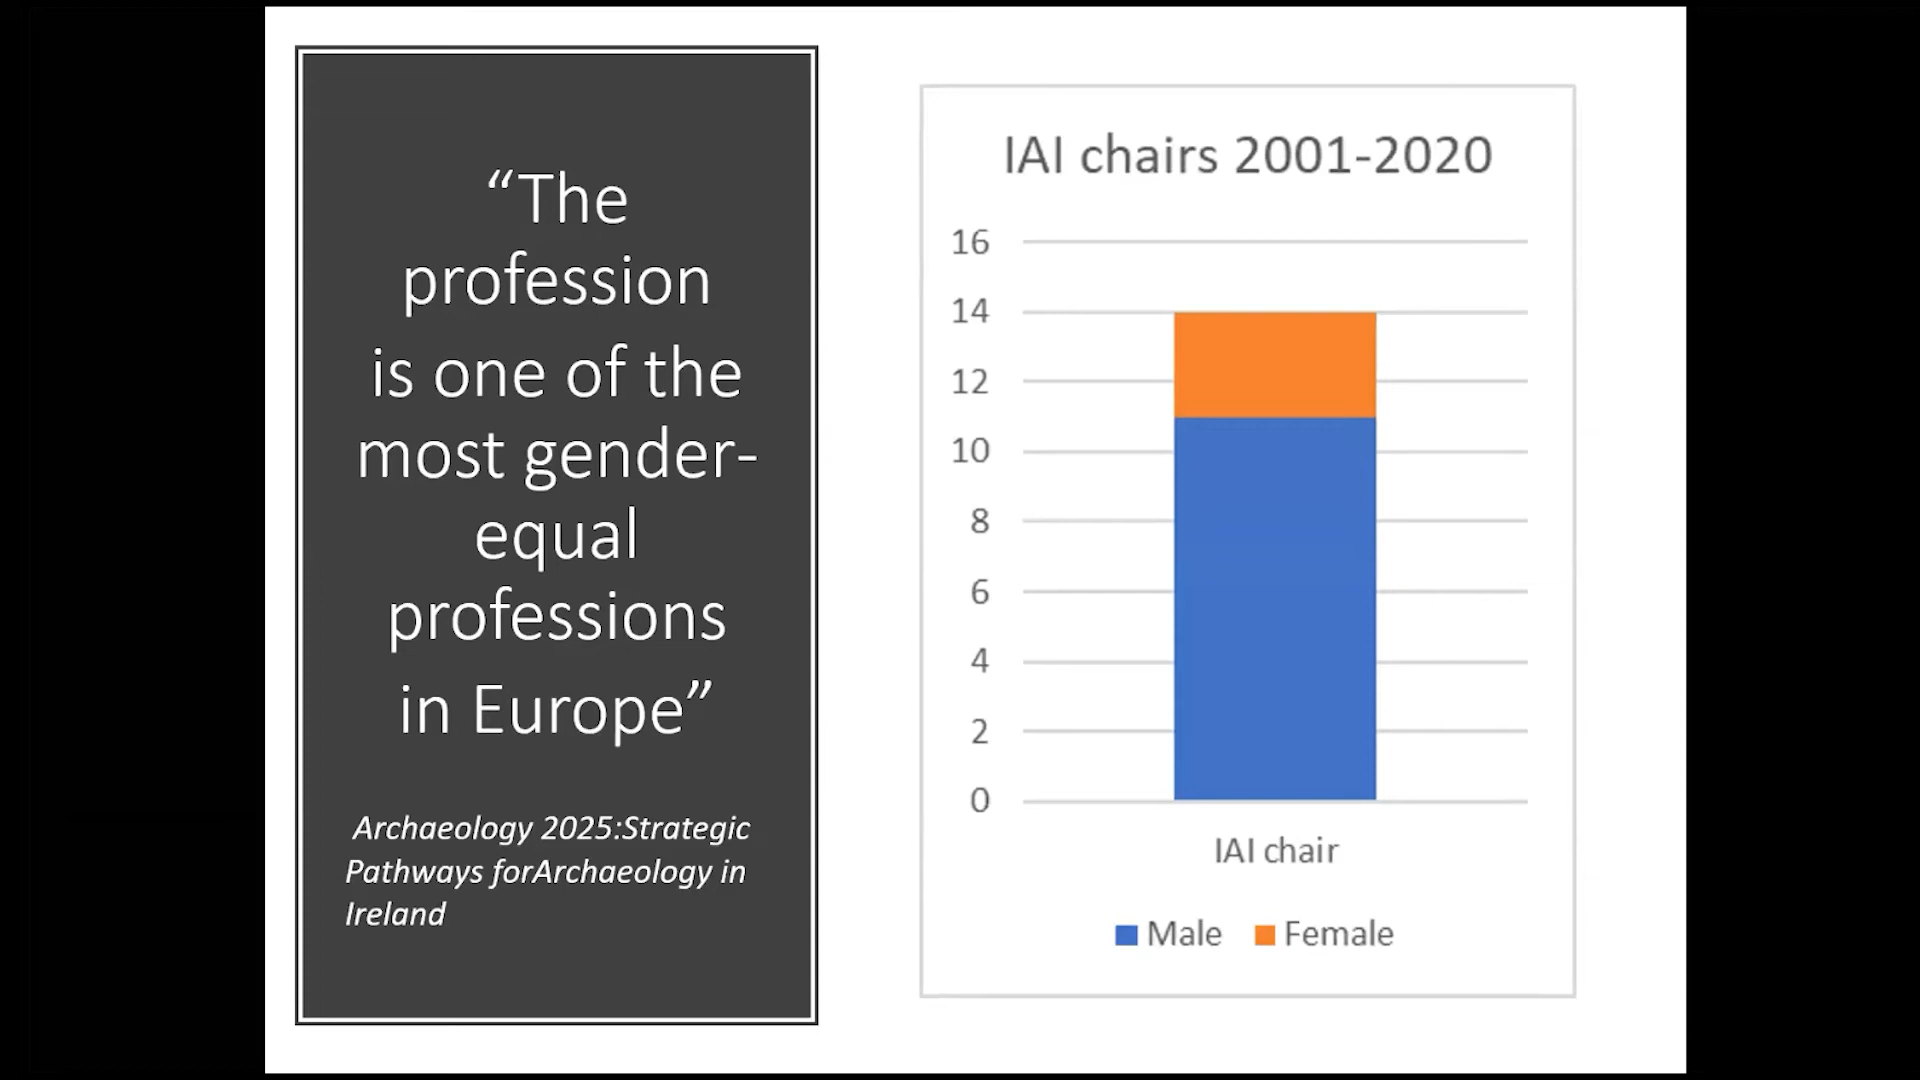 “The
profession
is one of the
most gender-
equal
professions
in Europe”
Archaeology 2025:Strategic
Pathways forArchaeology in
Ireland
IAI chairs 2001-2020
16
14
12
10
8
6
4
2
0
IAI chair
Male Female